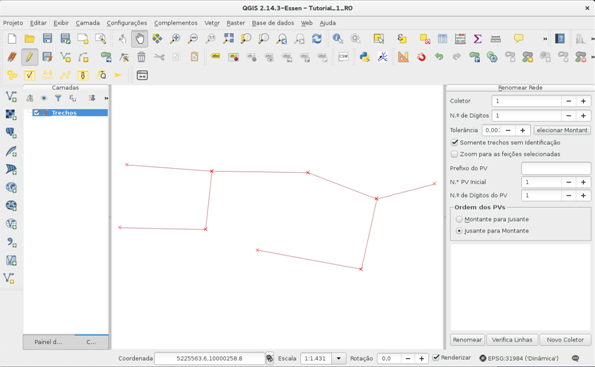 QGIS 2.14.3-Essen - Tutorial_1_RO
Projeto Editar Exibir Camada Configurações Complementos Vetor Raster Base de dados Web Ajuda
Camadas
Trechos
Painel d... C...
Renomear Rede
Coletor 1
N.º de Dígitos 1
Tolerância 0.001 elecionar Montant
Somente trechos sem Identificação
Zoom para as feições selecionadas
Prefixo do PV
N.° PV Inicial 1
N.º de Dígitos do PV 1
Ordem dos PVs
Montante para Jusante
Jusante para Montante
Renomear Verifica Linhas Novo Coletor
Coordenada 5225563.6,10000258.8 Escala 1:1.431 Rotação 0,0 Renderizar EPSG:31984 ('Dinâmica')